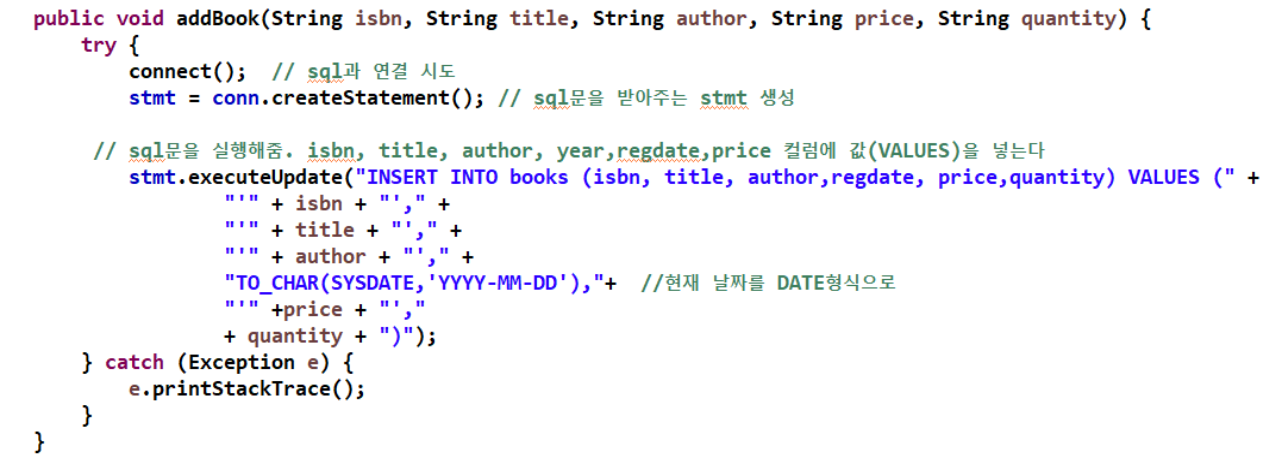 public void addBook(String isbn, String title, String author, String price, String quantity) {
try {
connect(); // sql과 연결 시도
stmt = conn.createStatement(); // sql문을 받아주는 stmt 생성
// sql문을 실행해줌. isbn, title, author, year,regdate,price 컬럼에 값(VALUES)을 넣는다
stmt.executeUpdate("INSERT INTO books (isbn, title, author,regdate, price,quantity) VALUES (" +
"'" + isbn + "'," +
"'" + title + "'," +
"'" + author + "'," +
"TO_CHAR(SYSDATE,'YYYY-MM-DD'),"+ //현재 날짜를 DATE형식으로
"'" +price + "',"
+ quantity + ")");
} catch (Exception e) {
e.printStackTrace();
}
}